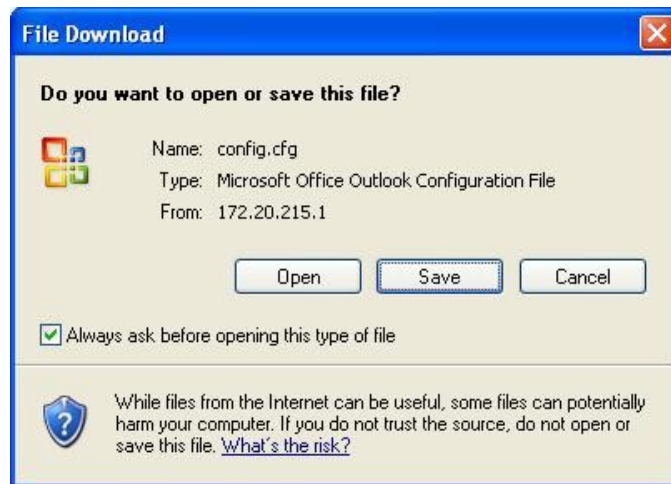 File Download
Do you want to open or save this file?
Name: config.cfg
Type: Microsoft Office Outlook Configuration File
From: 172.20.215.1
Open Save Cancel
Always ask before opening this type of file
While files from the Internet can be useful, some files can potentially
harm your computer. If you do not trust the source, do not open or
save this file. What's the risk?